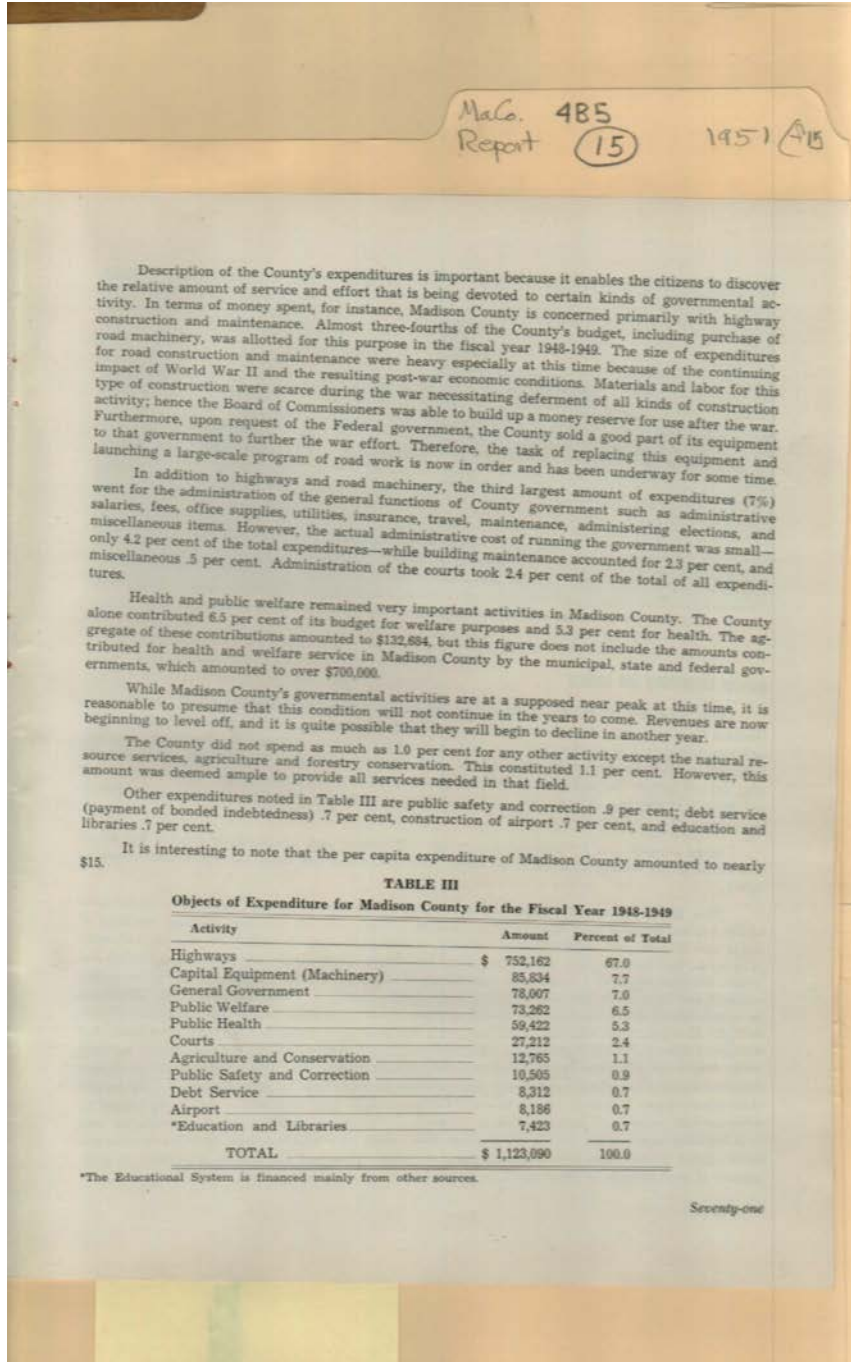 MaCo. 485
Report 15
1951
Description of the County's expenditures is important because it enables the citizens to discover
the relative amount of service and effort that is being devoted to certain kinds of governmental ac-
tivity. In terms of money spent, for instance, Madison County is concerned primarily with highway
construction and maintenance. Almost three-fourths of the County's budget, including purchase of
road machinery, was allotted for this purpose in the fiscal year 1948-1949. The size of expenditures
for road construction and maintenance were heavy especially at this time because of the continuing
impact of World War II and the resulting post-war economic conditions. Materials and labor for this
type of construction were scarce during the war necessitating deferment of all kinds of construction
activity; hence the Board of Commissioners was able to build up a money reserve for use after the war.
Furthermore, upon request of the Federal government, the County sold a good part of its equipment
to that government to further the war effort. Therefore, the task of replacing this equipment and
launching a large-scale program of road work is now in order and has been underway for some time.
In addition to highways and road machinery, the third largest amount of expenditures (7%)
went for the administration of the general functions of County government such as administrative
salaries, fees, office supplies, utilities, insurance, travel, maintenance, administering elections, and
miscellaneous items. However, the actual administrative cost of running the government was small—
only 4.2 per cent of the total expenditures—while building maintenance accounted for 2.3 per cent, and
miscellaneous .5 per cent. Administration of the courts took 2.4 per cent of the total of all expendi-
tures.
Health and public welfare remained very important activities in Madison County. The County
alone contributed 6.5 per cent of its budget for welfare purposes and 5.3 per cent for health. The ag-
gregate of these contributions amounted to $132,684, but this figure does not include the amounts con-
tributed for health and welfare service in Madison County by the municipal, state and federal gov-
ernments, which amounted to over $700,000.
While Madison County's governmental activities are at a supposed near peak at this time, it is
reasonable to presume that this condition will not continue in the years to come. Revenues are now
beginning to level off, and it is quite possible that they will begin to decline in another year.
The County did not spend as much as 1.0 per cent for any other activity except the natural re-
source services, agriculture and forestry conservation. This constituted 1.1 per cent. However, this
amount was deemed ample to provide all services needed in that field.
Other expenditures noted in Table III are public safety and correction .9 per cent; debt service
(payment of bonded indebtedness) .7 per cent, construction of airport .7 per cent, and education and
libraries .7 per cent.
It is interesting to note that the per capita expenditure of Madison County amounted to nearly
$15.
TABLE III
Objects of Expenditure for Madison County for the Fiscal Year 1948-1949
Activity Amount Percent of Total
Highways $ 752,162 67.0
Capital Equipment (Machinery) 85,834 7.7
General Government 78,007 7.0
Public Welfare 73,262 6.5
Public Health 59,422 5.3
Courts 27,212 2.4
Agriculture and Conservation 12,765 1.1
Public Safety and Correction 10,505 0.9
Debt Service 8,312 0.7
Airport 8,186 0.7
*Education and Libraries 7,423 0.7
TOTAL $ 1,123,090 100.0
*The Educational System is financed mainly from other sources.
Seventy-one